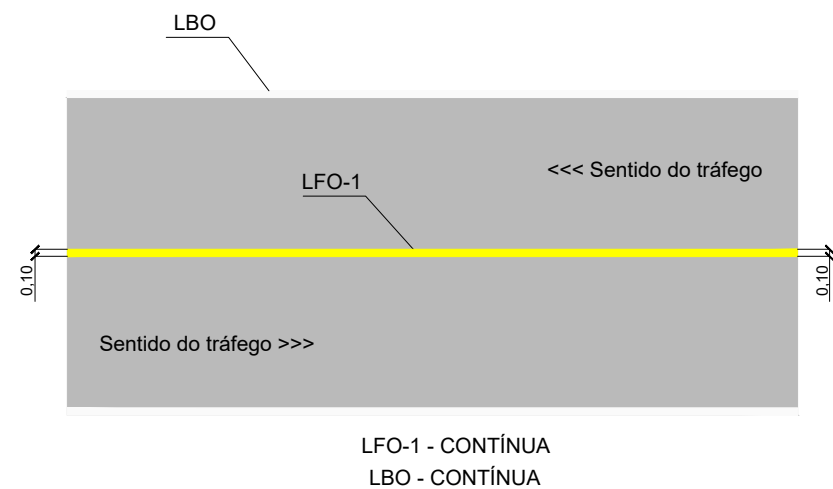 LBO
<<< Sentido do tráfego
LFO-1
0,10
0,10
Sentido do tráfego >>>
LFO-1 - CONTÍNUA
LBO - CONTÍNUA